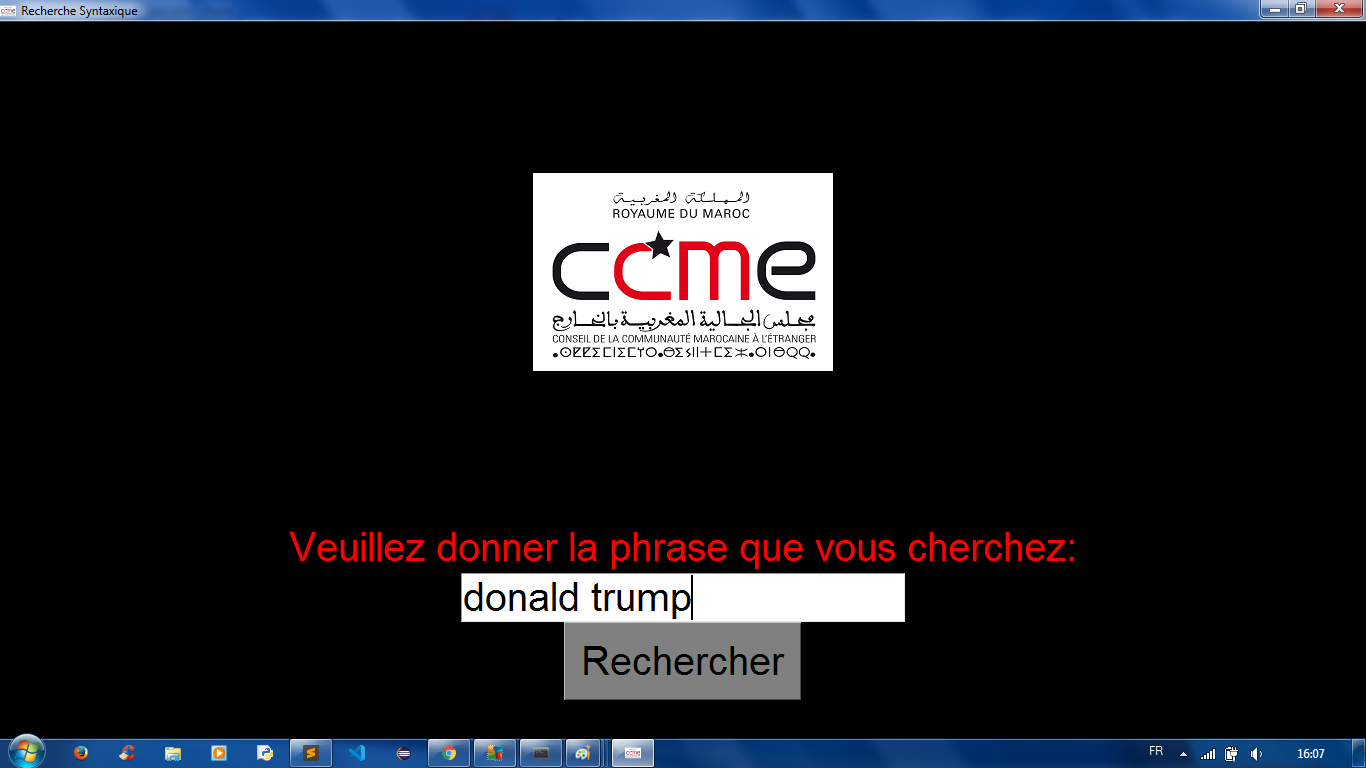 Recherche Syntaxique
المملكة المغربية
ROYAUME DU MAROC
ccme
مجلس الجالية المغربية بالخارج
CONSEIL DE LA COMMUNAUTÉ MAROCAINE À L'ÉTRANGER
Veuillez donner la phrase que vous cherchez:
donald trump
Rechercher
FR
16:07